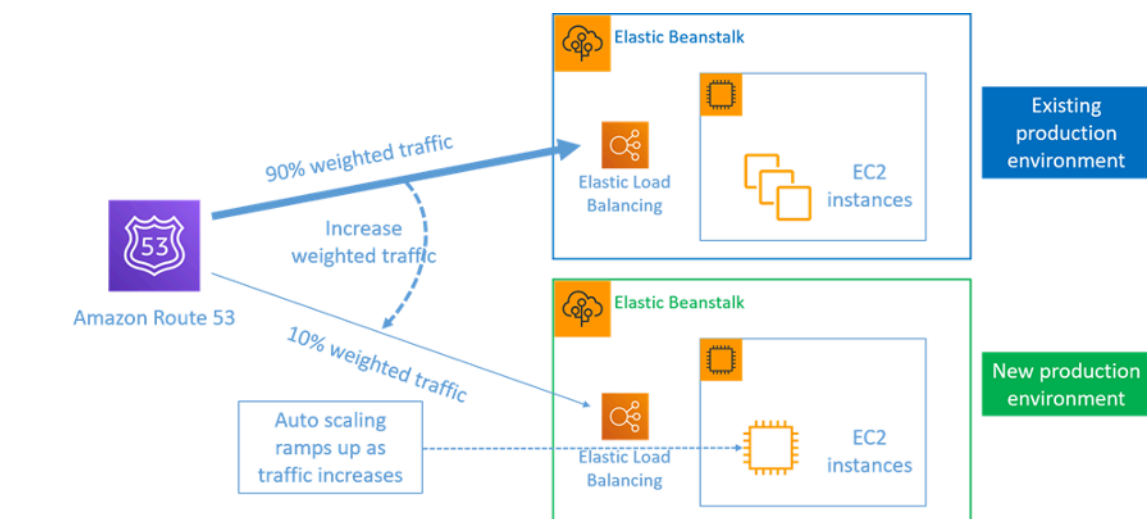 Elastic Beanstalk
Existing
production
environment
90% weighted traffic
Elastic Load
Balancing
EC2
instances
Increase
weighted traffic
53
Amazon Route 53
10% weighted traffic
Elastic Beanstalk
New production
environment
Auto scaling
ramps up as
traffic increases
Elastic Load
Balancing
EC2
instances